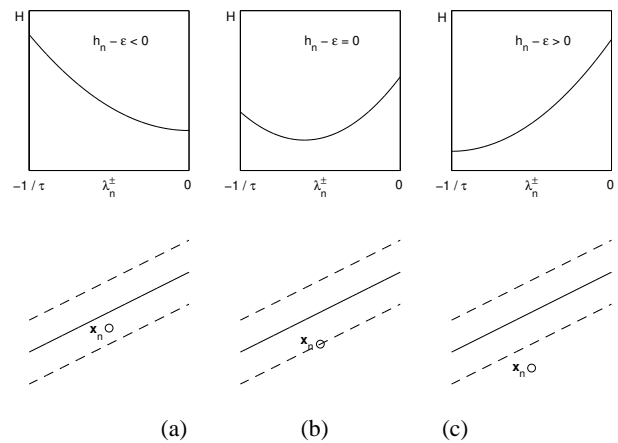 H
h_n − ε < 0
−1 / τ
λ_n^±
0
H
h_n − ε = 0
−1 / τ
λ_n^±
0
H
h_n − ε > 0
−1 / τ
λ_n^±
0
x_n
x_n
x_n
(a)
(b)
(c)